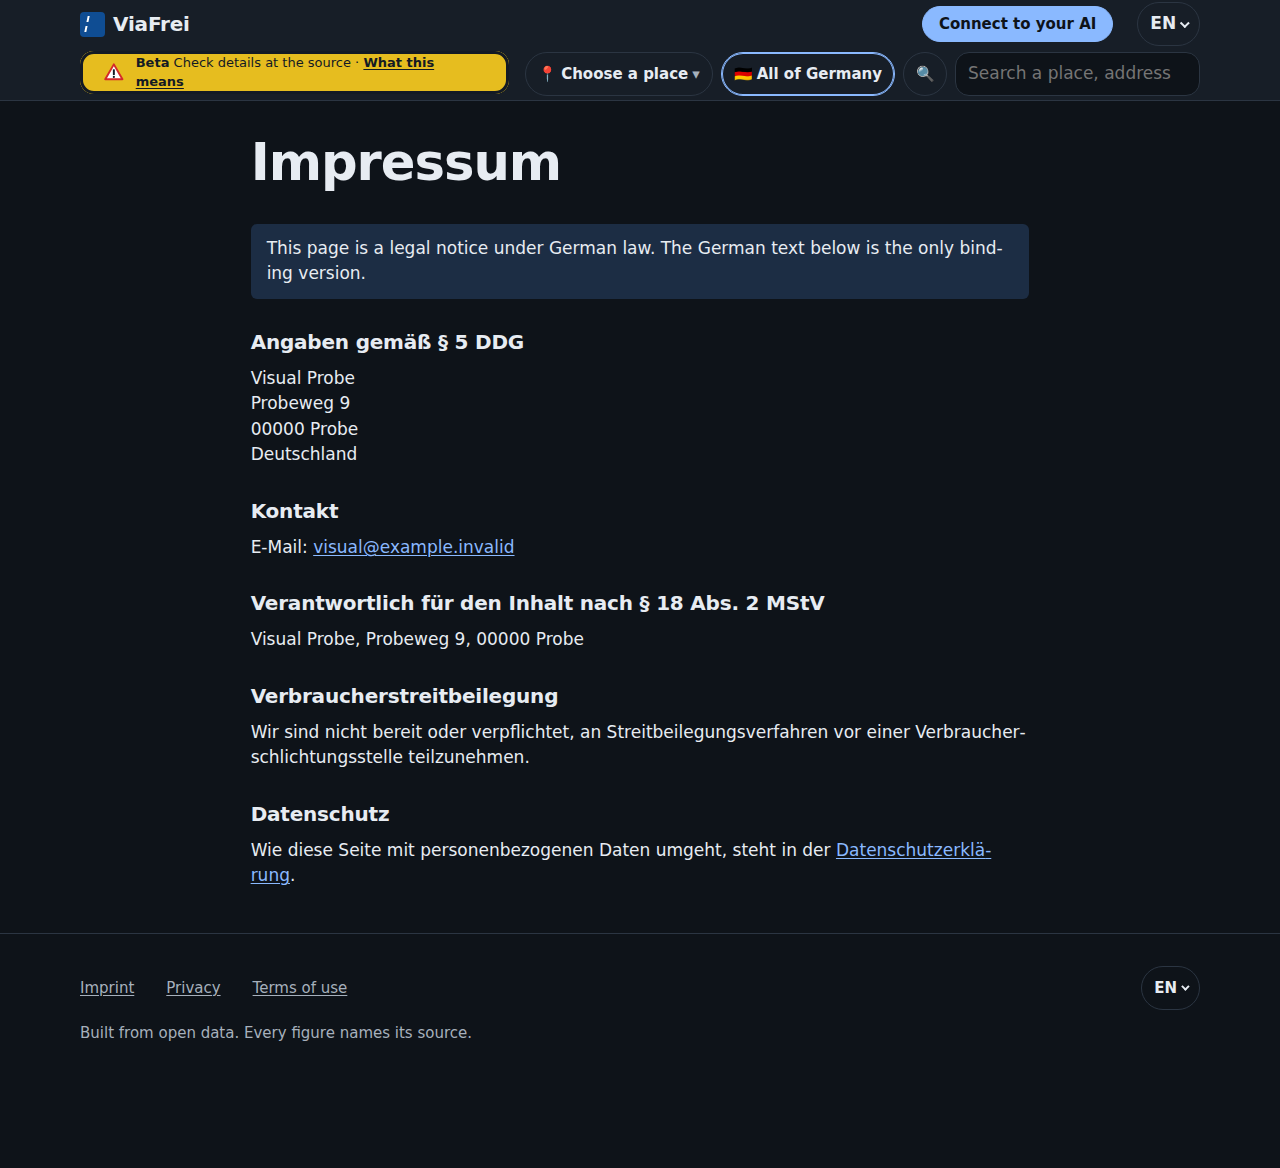 ViaFrei
Connect to your AI
EN
Beta Check details at the source · What this
means
Choose a place ▾
All of Germany
Search a place, address
Impressum
This page is a legal notice under German law. The German text below is the only bind-
ing version.
Angaben gemäß § 5 DDG
Visual Probe
Probeweg 9
00000 Probe
Deutschland
Kontakt
E-Mail: visual@example.invalid
Verantwortlich für den Inhalt nach § 18 Abs. 2 MStV
Visual Probe, Probeweg 9, 00000 Probe
Verbraucherstreitbeilegung
Wir sind nicht bereit oder verpflichtet, an Streitbeilegungsverfahren vor einer Verbraucher-
schlichtungsstelle teilzunehmen.
Datenschutz
Wie diese Seite mit personenbezogenen Daten umgeht, steht in der Datenschutzerklä-
rung.
Imprint
Privacy
Terms of use
EN
Built from open data. Every figure names its source.